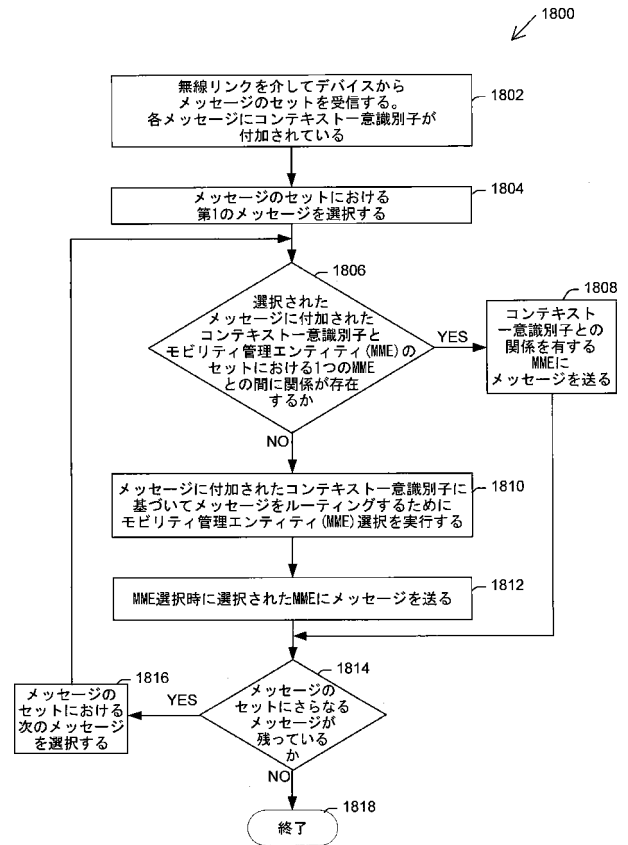 1800
無線リンクを介してデバイスから
メッセージのセットを受信する。
各メッセージにコンテキスト一意識別子が
付加されている
1802
メッセージのセットにおける
第1のメッセージを選択する
1804
1806
選択された
メッセージに付加された
コンテキスト一意識別子と
モビリティ管理エンティティ(MME)の
セットにおける1つのMME
との間に関係が存在
するか
YES
1808
コンテキスト
一意識別子との
関係を有する
MMEに
メッセージを送る
NO
メッセージに付加されたコンテキスト一意識別子に
基づいてメッセージをルーティングするために
モビリティ管理エンティティ(MME)選択を実行する
1810
MME選択時に選択されたMMEにメッセージを送る
1812
1814
メッセージの
セットにさらなる
メッセージが
残っている
か
YES
1816
メッセージの
セットにおける
次のメッセージ
を選択する
NO
1818
終了